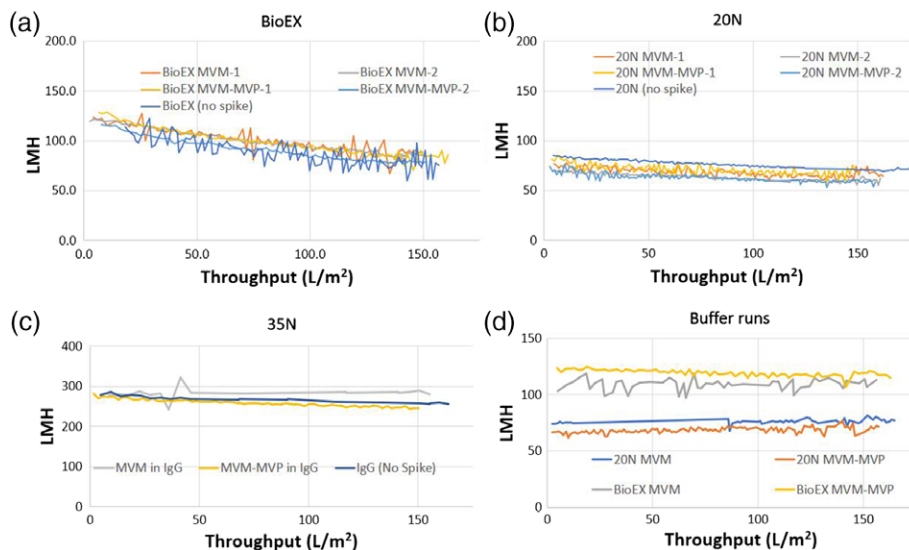 (a)
BioEX
200.0
150.0
100.0
50.0
0.0
LMH
BioEX MVM-1
BioEX MVM-2
BioEX MVM-MVP-1
BioEX MVM-MVP-2
BioEX (no spike)
0.0
50.0
100.0
150.0
Throughput (L/m²)
(b)
20N
200
150
100
50
0
LMH
20N MVM-1
20N MVM-2
20N MVM-MVP-1
20N MVM-MVP-2
20N (no spike)
0
50
100
150
Throughput (L/m²)
(c)
35N
400
300
200
100
0
LMH
MVM in IgG
MVM-MVP in IgG
IgG (No Spike)
0
50
100
150
Throughput (L/m²)
(d)
Buffer runs
150
100
50
0
LMH
20N MVM
20N MVM-MVP
BioEX MVM
BioEX MVM-MVP
0
50
100
150
Throughput (L/m²)